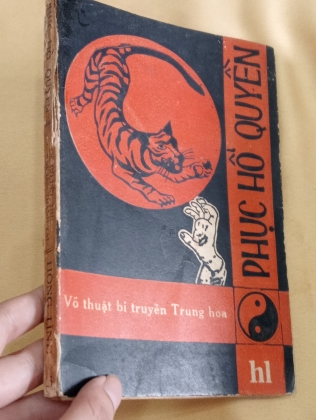 PHỤC HỔ QUYỀN
Võ thuật bí truyền Trung hoa
hl